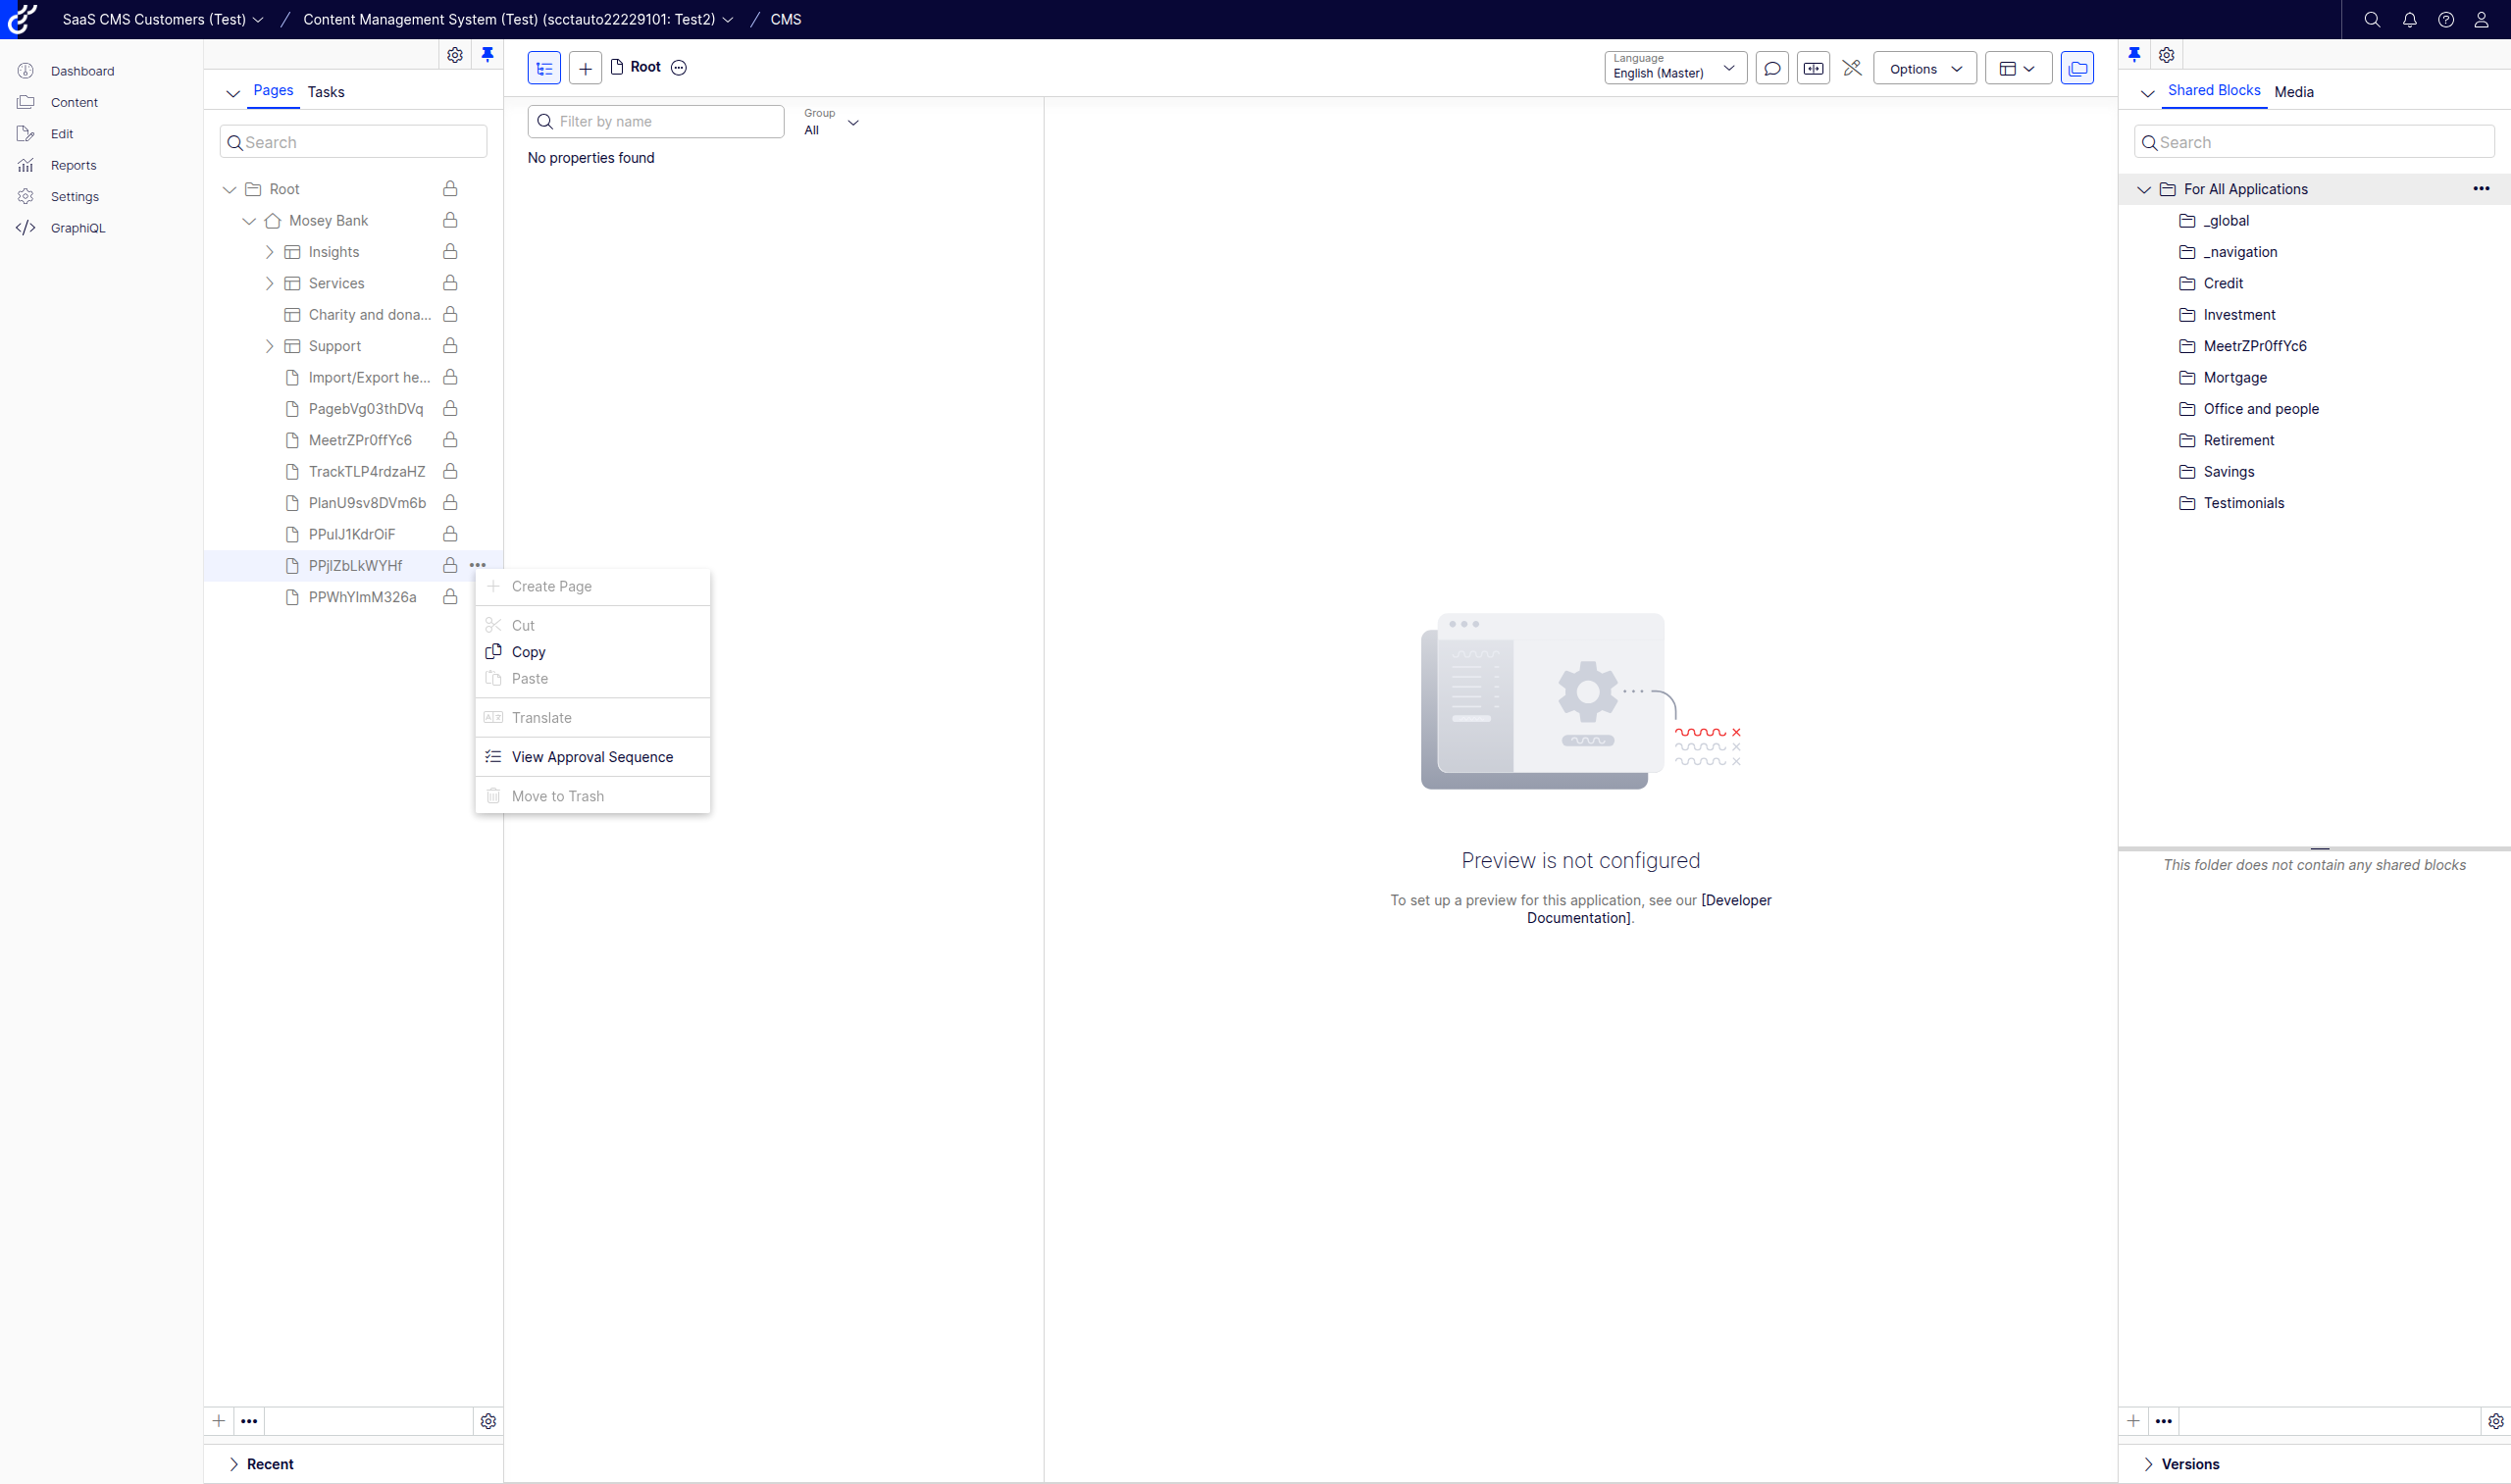 SaaS CMS Customers (Test) / Content Management System (Test) (scctauto22229101: Test2) / CMS
Dashboard
Content
Edit
Reports
Settings
GraphiQL
Pages Tasks
Search
Root
Mosey Bank
Insights
Services
Charity and dona...
Support
Import/Export he...
PagebVg03thDVq
MeetrZPr0ffYc6
TrackTLP4rdzaHZ
PlanU9sv8DVm6b
PPulJ1KdrOiF
PPjlZbLkWYHf
PPWhYlmM326a
Create Page
Cut
Copy
Paste
Translate
View Approval Sequence
Move to Trash
Recent
Root
Language
English (Master)
Options
Filter by name
Group
All
No properties found
Preview is not configured
To set up a preview for this application, see our [Developer
Documentation].
Shared Blocks Media
Search
For All Applications
_global
_navigation
Credit
Investment
MeetrZPr0ffYc6
Mortgage
Office and people
Retirement
Savings
Testimonials
This folder does not contain any shared blocks
Versions